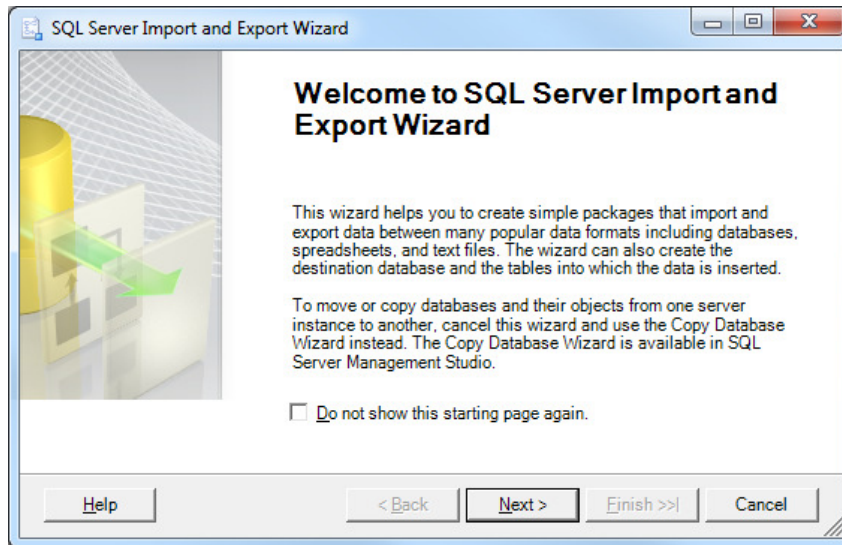 SQL Server Import and Export Wizard
Welcome to SQL Server Import and
Export Wizard
This wizard helps you to create simple packages that import and
export data between many popular data formats including databases,
spreadsheets, and text files. The wizard can also create the
destination database and the tables into which the data is inserted.
To move or copy databases and their objects from one server
instance to another, cancel this wizard and use the Copy Database
Wizard instead. The Copy Database Wizard is available in SQL
Server Management Studio.
Do not show this starting page again.
Help
< Back
Next >
Finish >>|
Cancel